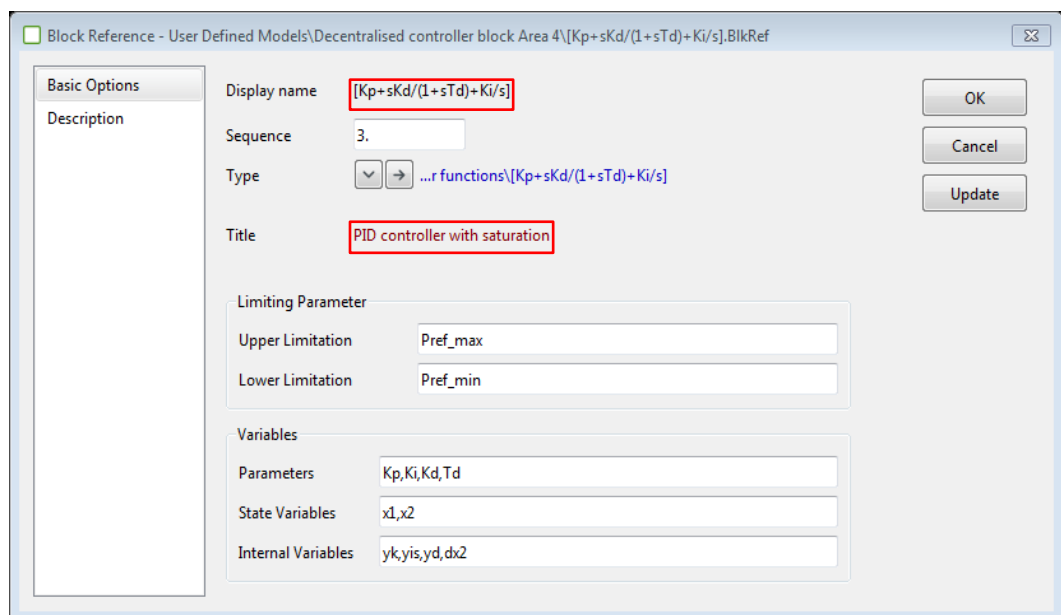 Block Reference - User Defined Models\Decentralised controller block Area 4\[Kp+sKd/(1+sTd)+Ki/s].BlkRef
Basic Options
Description
Display name [Kp+sKd/(1+sTd)+Ki/s]
Sequence 3.
Type ...r functions\[Kp+sKd/(1+sTd)+Ki/s]
Title PID controller with saturation
OK
Cancel
Update
Limiting Parameter
Upper Limitation Pref_max
Lower Limitation Pref_min
Variables
Parameters Kp,Ki,Kd,Td
State Variables x1,x2
Internal Variables yk,yis,yd,dx2